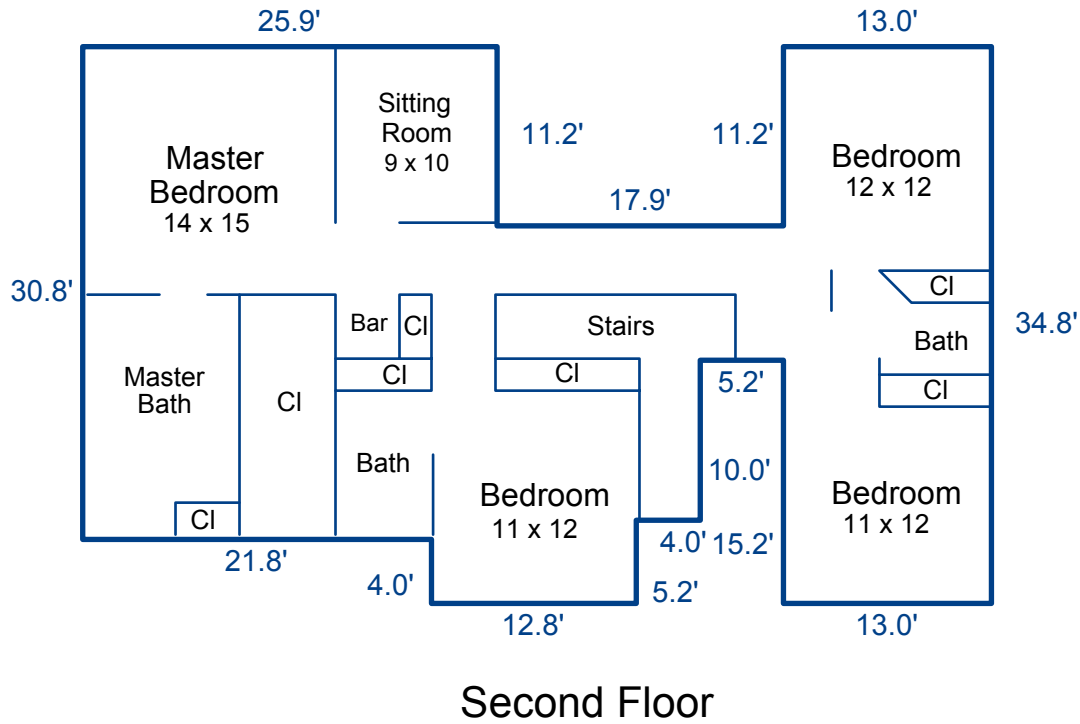 25.9'
13.0'
Sitting
Room
9 x 10
11.2'
11.2'
Master
Bedroom
14 x 15
Bedroom
12 x 12
17.9'
30.8'
Cl
34.8'
Bar
Cl
Stairs
Bath
Cl
Cl
5.2'
Cl
Master
Bath
Cl
Bath
10.0'
Bedroom
11 x 12
Bedroom
11 x 12
Cl
4.0'
15.2'
21.8'
4.0'
5.2'
12.8'
13.0'
Second Floor